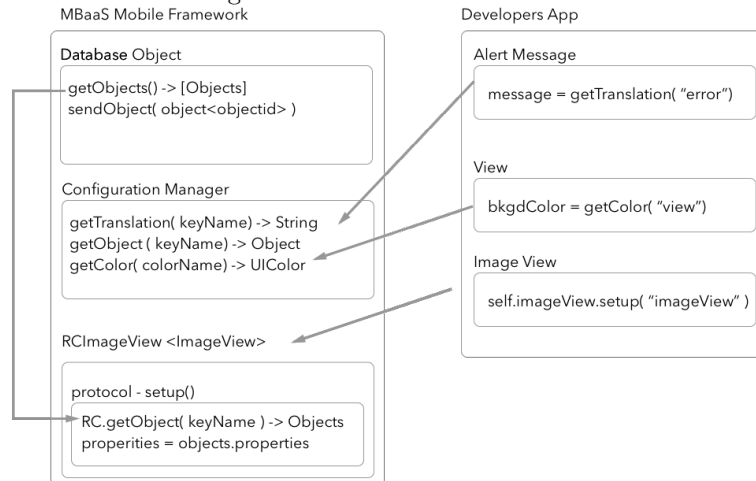 MBaaS Mobile Framework
Database Object
getObjects() -> [Objects]
sendObject( object<objectid> )
Configuration Manager
getTranslation( keyName) -> String
getObject ( keyName) -> Object
getColor( colorName) -> UIColor
RCImageView <ImageView>
protocol - setup()
RC.getObject( keyName ) -> Objects
properities = objects.properties
Developers App
Alert Message
message = getTranslation( “error”)
View
bkgdColor = getColor( “view”)
Image View
self.imageView.setup( “imageView” )